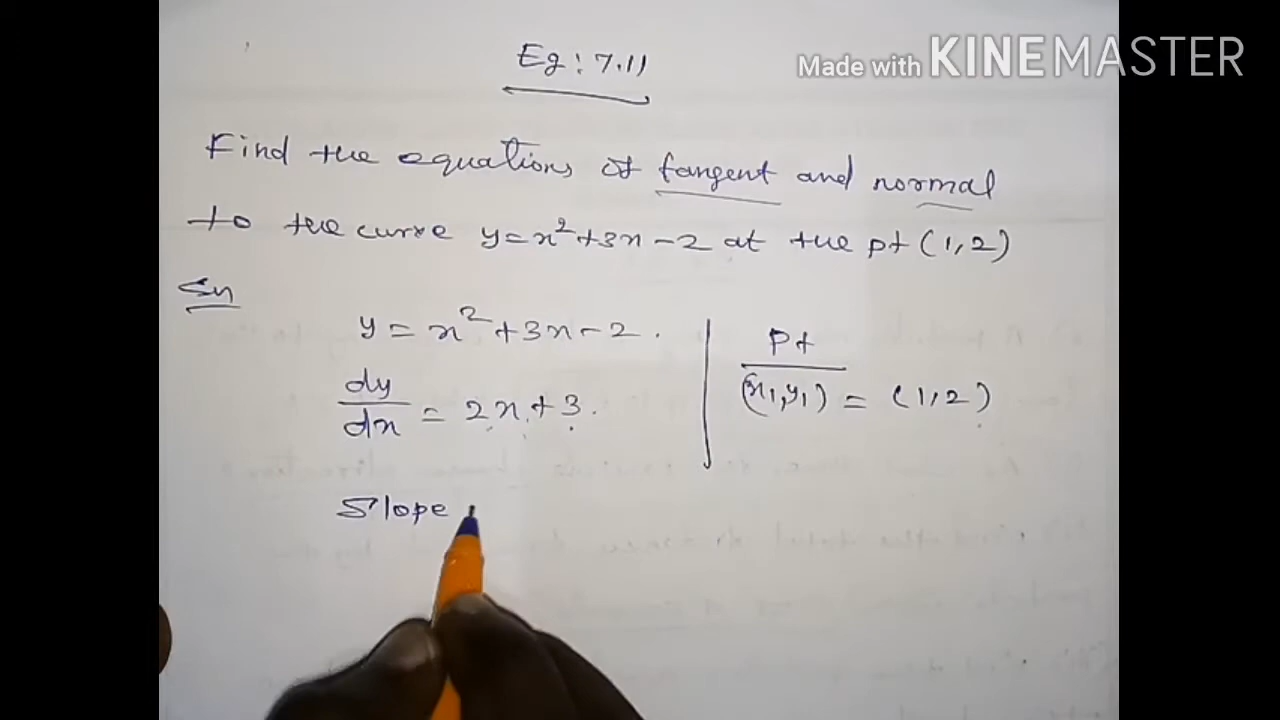 Made with KINEMASTER
Eg: 7.11
Find the equations of tangent and normal
to the curve y=x²+3x-2 at the pt (1,2)
Sn
y = x²+3x-2.
dy/dx = 2x+3.
Slope
Pt
(x₁,y₁) = (1,2)